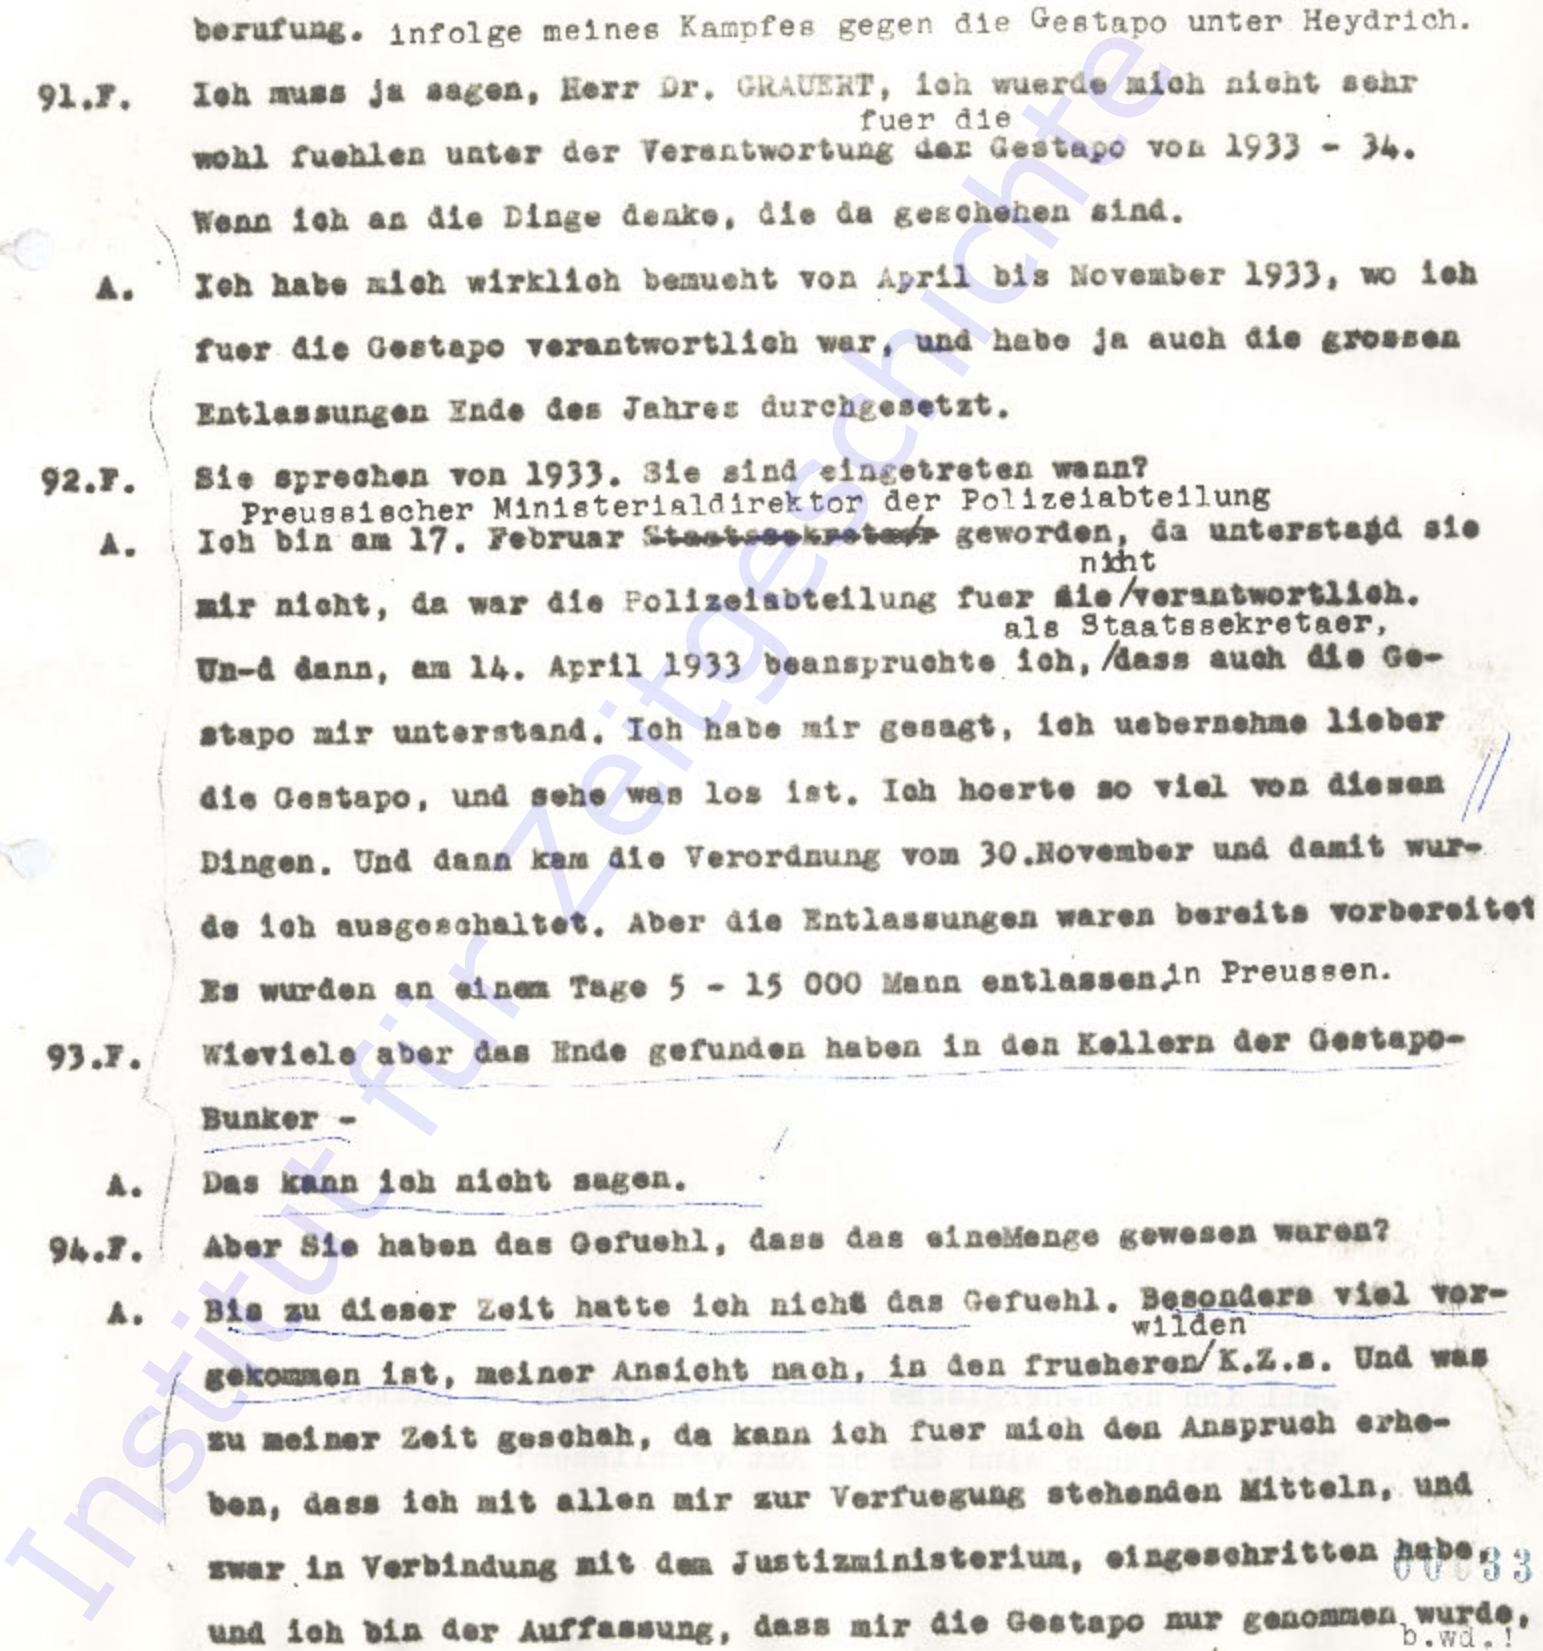 berufung. infolge meines Kampfes gegen die Gestapo unter Heydrich.
91.F. Ich muss ja sagen, Herr Dr. GRAUERT, ich wuerde mich nicht sehr
fuer die
wohl fuehlen unter der Verantwortung der Gestapo von 1933 - 34.
Wenn ich an die Dinge denke, die da geschehen sind.
A. Ich habe mich wirklich bemueht von April bis November 1933, wo ich
fuer die Gestapo verantwortlich war, und habe ja auch die grossen
Entlassungen Ende des Jahres durchgesetzt.
92.F. Sie sprechen von 1933. Sie sind eingetreten wann?
Preussischer Ministerialdirektor der Polizeiabteilung
A. Ich bin am 17. Februar Staatssekretaer geworden, da unterstand sie
nicht
mir nicht, da war die Polizeiabteilung fuer die/verantwortlich.
als Staatssekretaer,
Un-d dann, am 14. April 1933 beanspruchte ich, /dass auch die Ge-
stapo mir unterstand. Ich habe mir gesagt, ich uebernehme lieber
die Gestapo, und sehe was los ist. Ich hoerte so viel von diesen
Dingen. Und dann kam die Verordnung vom 30.November und damit wur-
de ich ausgeschaltet. Aber die Entlassungen waren bereits vorbereitet
Es wurden an einem Tage 5 - 15 000 Mann entlassen,in Preussen.
93.F. Wieviele aber das Ende gefunden haben in den Kellern der Gestapo-
Bunker -
A. Das kann ich nicht sagen.
94.F. Aber Sie haben das Gefuehl, dass das eineMenge gewesen waren?
A. Bis zu dieser Zeit hatte ich nicht das Gefuehl. Besonders viel vor-
wilden
gekommen ist, meiner Ansicht nach, in den frueheren/K.Z.s. Und was
zu meiner Zeit geschah, da kann ich fuer mich den Anspruch erhe-
ben, dass ich mit allen mir zur Verfuegung stehenden Mitteln, und
zwar in Verbindung mit dem Justizministerium, eingeschritten habe,
00033
und ich bin der Auffassung, dass mir die Gestapo nur genommen wurde,
b.wd.!
Institut für Zeitgeschichte